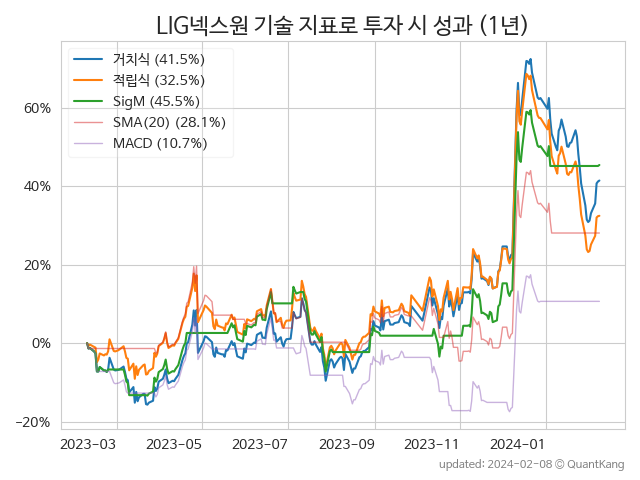 LIG넥스원 기술 지표로 투자 시 성과 (1년)
거치식 (41.5%)
적립식 (32.5%)
SigM (45.5%)
SMA(20) (28.1%)
MACD (10.7%)
60%
40%
20%
0%
−20%
2023-03 2023-05 2023-07 2023-09 2023-11 2024-01
updated: 2024-02-08 © QuantKang